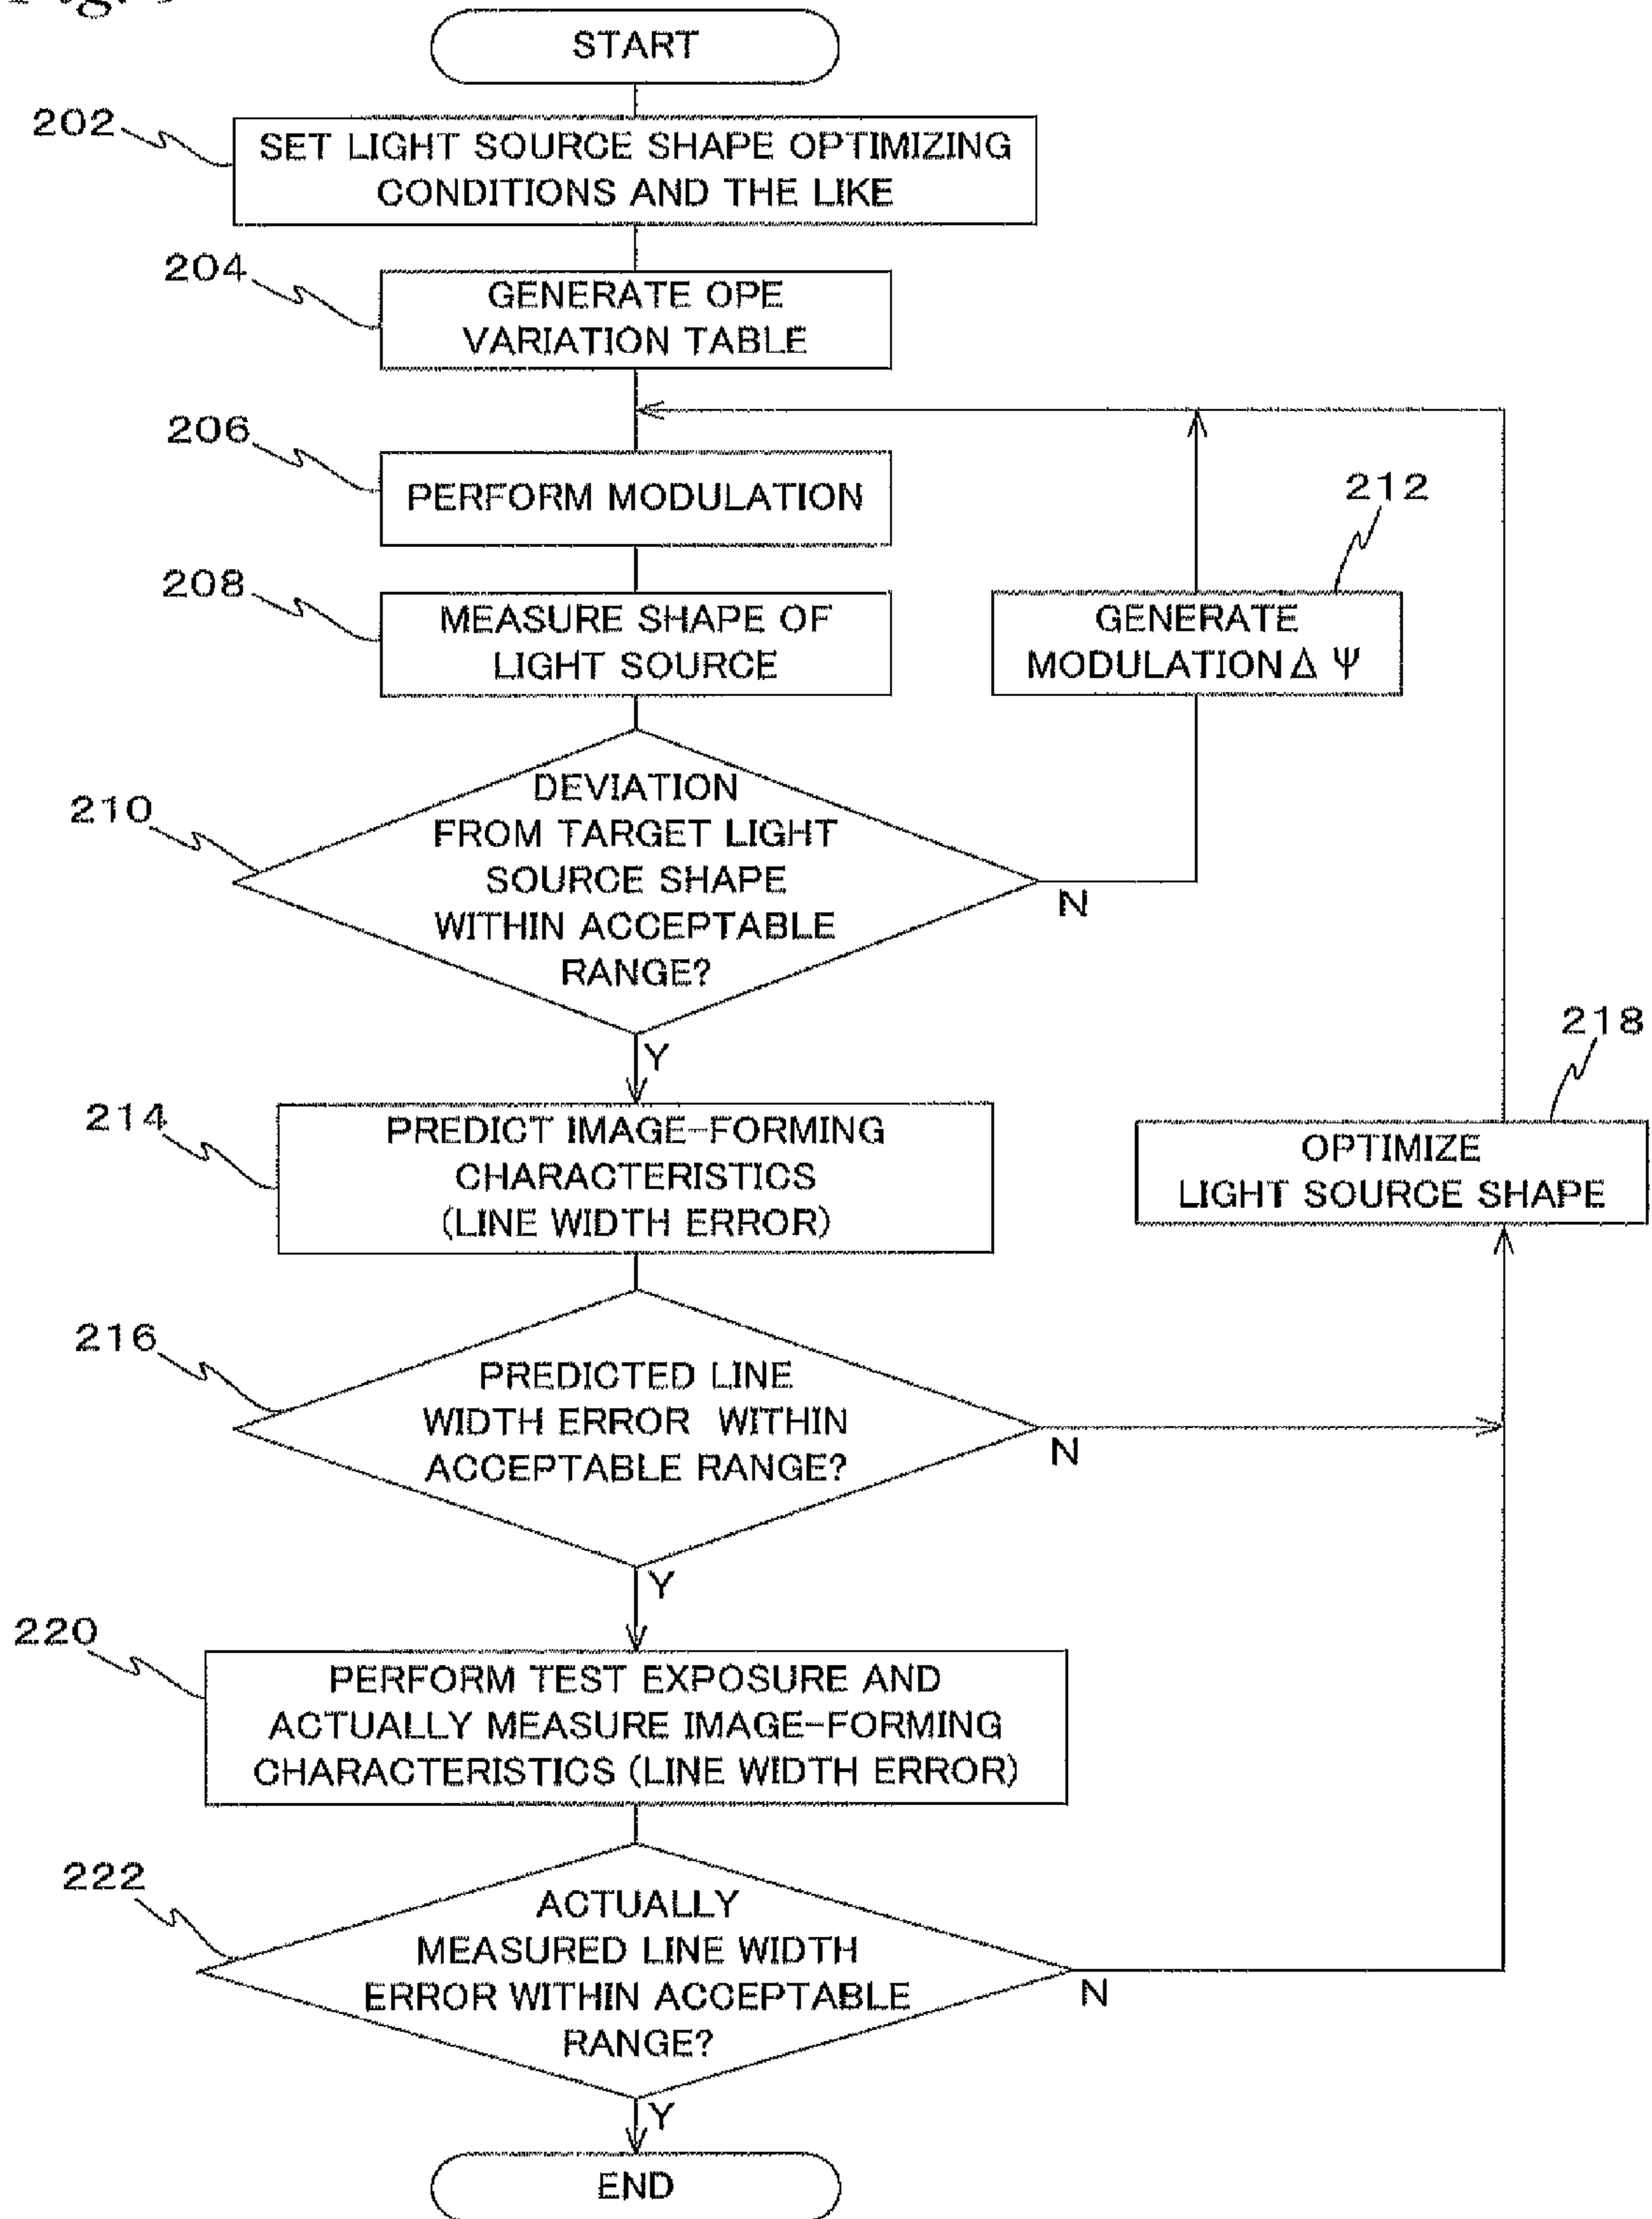 START
202
SET LIGHT SOURCE SHAPE OPTIMIZING
CONDITIONS AND THE LIKE
204
GENERATE OPE
VARIATION TABLE
206
PERFORM MODULATION
212
208
MEASURE SHAPE OF
LIGHT SOURCE
GENERATE
MODULATION Δ Ψ
210
DEVIATION
FROM TARGET LIGHT
SOURCE SHAPE
WITHIN ACCEPTABLE
RANGE?
N
Y
218
214
PREDICT IMAGE-FORMING
CHARACTERISTICS
(LINE WIDTH ERROR)
OPTIMIZE
LIGHT SOURCE SHAPE
216
PREDICTED LINE
WIDTH ERROR WITHIN
ACCEPTABLE RANGE?
N
Y
220
PERFORM TEST EXPOSURE AND
ACTUALLY MEASURE IMAGE-FORMING
CHARACTERISTICS (LINE WIDTH ERROR)
222
ACTUALLY
MEASURED LINE WIDTH
ERROR WITHIN ACCEPTABLE
RANGE?
N
Y
END